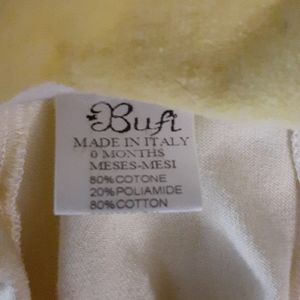 Bufi
MADE IN ITALY
0 MONTHS
MESES-MESI
80%COTONE
20%POLIAMIDE
80%COTTON